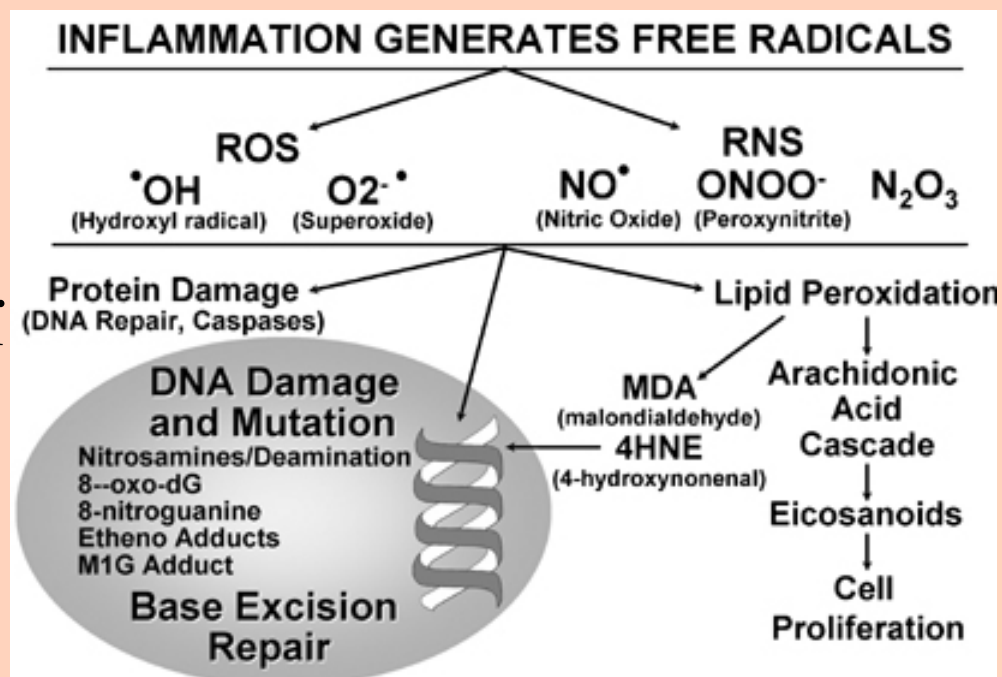 INFLAMMATION GENERATES FREE RADICALS
ROS
•OH
(Hydroxyl radical)
O2- •
(Superoxide)
RNS
NO•
(Nitric Oxide)
ONOO-
(Peroxynitrite)
N2O3
Protein Damage
(DNA Repair, Caspases)
Lipid Peroxidation
DNA Damage
and Mutation
Nitrosamines/Deamination
8--oxo-dG
8-nitroguanine
Etheno Adducts
M1G Adduct
Base Excision
Repair
MDA
(malondialdehyde)
4HNE
(4-hydroxynonenal)
Arachidonic
Acid
Cascade
Eicosanoids
Cell
Proliferation